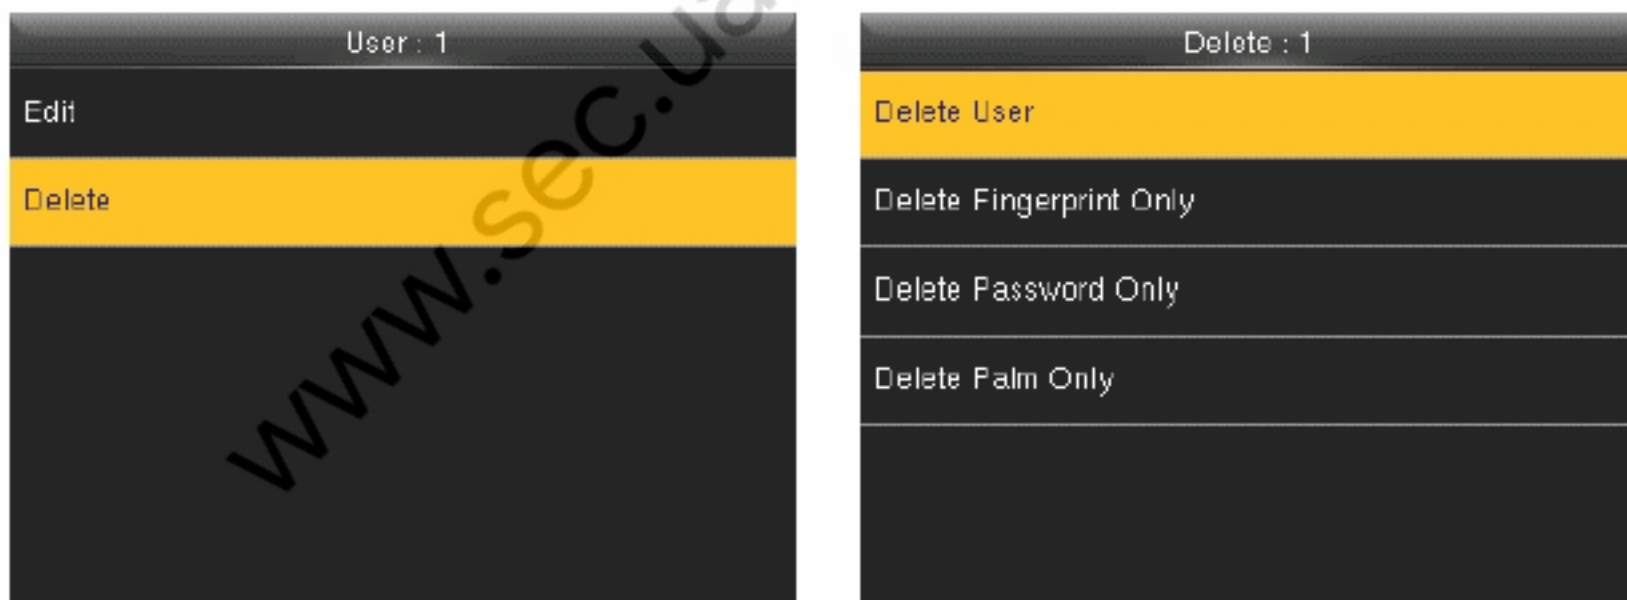 User : 1
Edit
Delete
Delete : 1
Delete User
Delete Fingerprint Only
Delete Password Only
Delete Palm Only
www.sec.ua